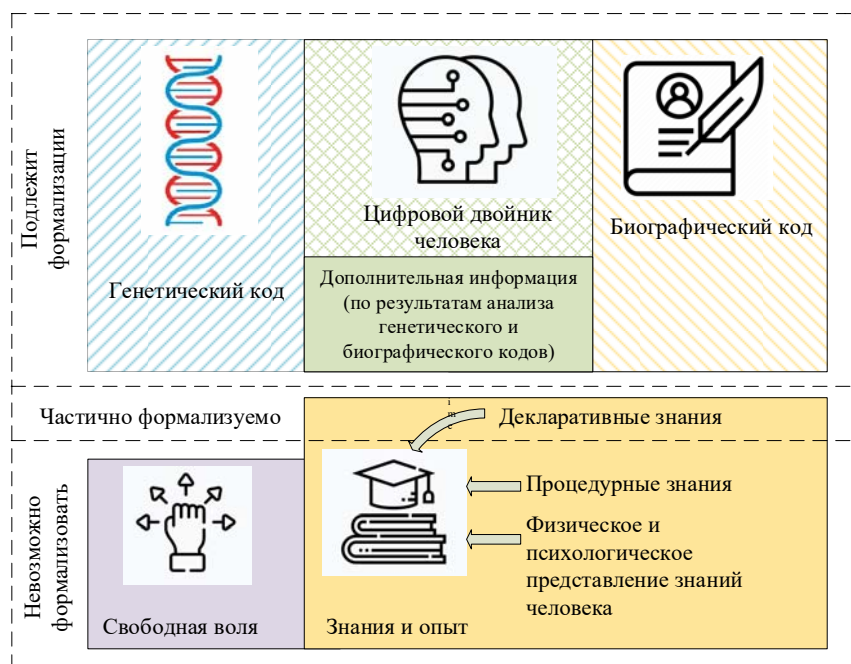 Подлежит
формализации
Генетический код
Цифровой двойник
человека
Дополнительная информация
(по результатам анализа
генетического и
биографического кодов)
Биографический код
Частично формализуемо
Декларативные знания
Невозможно
формализовать
Свободная воля
Знания и опыт
Процедурные знания
Физическое и
психологическое
представление знаний
человека